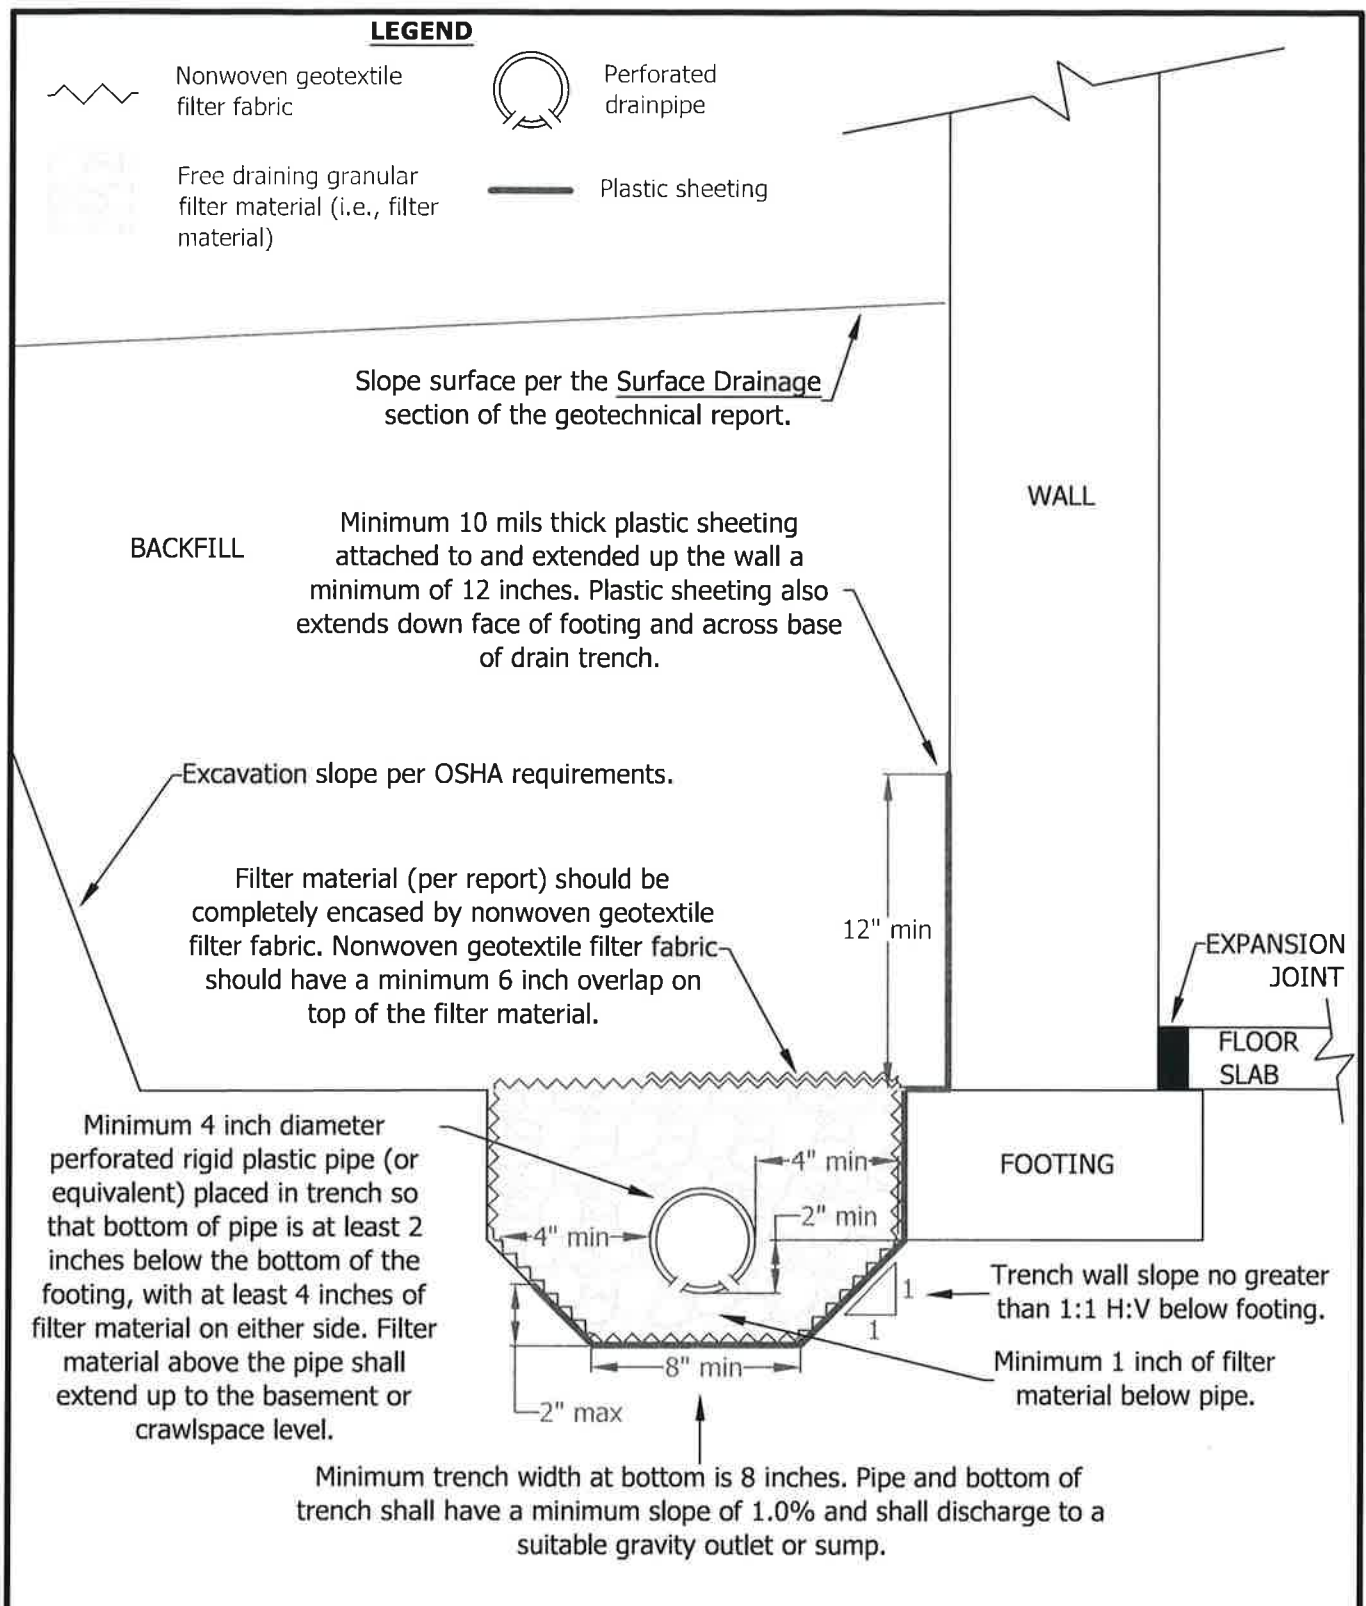 LEGEND
Nonwoven geotextile
filter fabric
Perforated
drainpipe
Free draining granular
filter material (i.e., filter
material)
Plastic sheeting
Slope surface per the Surface Drainage
section of the geotechnical report.
WALL
BACKFILL
Minimum 10 mils thick plastic sheeting
attached to and extended up the wall a
minimum of 12 inches. Plastic sheeting also
extends down face of footing and across base
of drain trench.
Excavation slope per OSHA requirements.
Filter material (per report) should be
completely encased by nonwoven geotextile
filter fabric. Nonwoven geotextile filter fabric
should have a minimum 6 inch overlap on
top of the filter material.
12" min
EXPANSION
JOINT
FLOOR
SLAB
Minimum 4 inch diameter
perforated rigid plastic pipe (or
equivalent) placed in trench so
that bottom of pipe is at least 2
inches below the bottom of the
footing, with at least 4 inches of
filter material on either side. Filter
material above the pipe shall
extend up to the basement or
crawlspace level.
4" min
FOOTING
2" min
4" min
1
1
Trench wall slope no greater
than 1:1 H:V below footing.
8" min
Minimum 1 inch of filter
material below pipe.
2" max
Minimum trench width at bottom is 8 inches. Pipe and bottom of
trench shall have a minimum slope of 1.0% and shall discharge to a
suitable gravity outlet or sump.